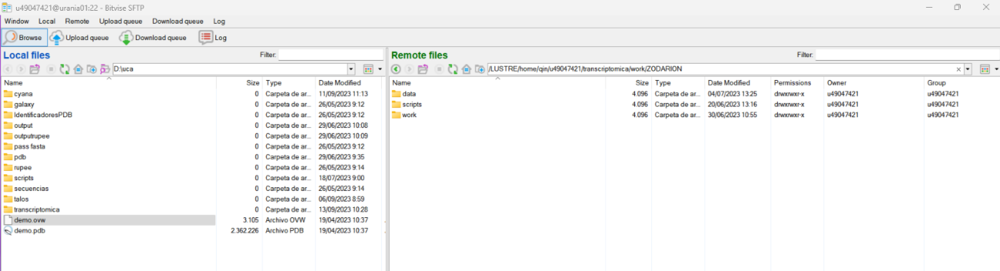 u49047421@urania01:22 - Bitvise SFTP
Window Local Remote Upload queue Download queue Log
Browse Upload queue Download queue Log
Local files Filter: Remote files Filter:
D:\uca /LUSTRE/home/qin/u49047421/transcriptomica/work/ZODARION
Name Size Type Date Modified Name Size Type Date Modified Permissions Owner Group
cyana 0 Carpeta de ar... 11/09/2023 11:13 data 4.096 Carpeta de ar... 04/07/2023 13:25 drwxrwxr-x u49047421 u49047421
galaxy 0 Carpeta de ar... 26/05/2023 9:12 scripts 4.096 Carpeta de ar... 20/06/2023 13:16 drwxrwxr-x u49047421 u49047421
IdentificadoresPDB 0 Carpeta de ar... 26/05/2023 9:12 work 4.096 Carpeta de ar... 30/06/2023 10:55 drwxrwxr-x u49047421 u49047421
output 0 Carpeta de ar... 29/06/2023 10:08
outputrupee 0 Carpeta de ar... 29/06/2023 10:09
pass fasta 0 Carpeta de ar... 26/05/2023 9:12
pdb 0 Carpeta de ar... 29/06/2023 9:35
rupee 0 Carpeta de ar... 26/05/2023 9:14
scripts 0 Carpeta de ar... 18/07/2023 9:00
secuencias 0 Carpeta de ar... 26/05/2023 9:14
talos 0 Carpeta de ar... 06/09/2023 8:59
transcriptomica 0 Carpeta de ar... 13/09/2023 10:28
demo.ovw 3.105 Archivo OVW 19/04/2023 10:37
demo.pdb 2.362.226 Archivo PDB 19/04/2023 10:37